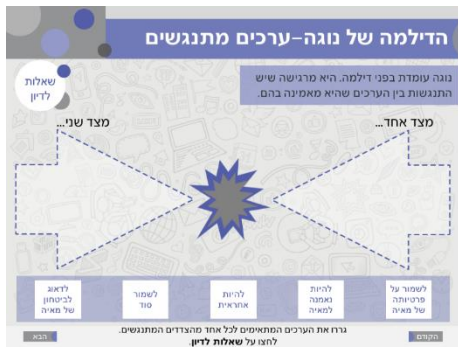 הדילמה של נוגה–ערכים מתנגשים
שאלות
לדיון
נוגה עומדת בפני דילמה. היא מרגישה שיש
התנגשות בין הערכים שהיא מאמינה בהם.
מצד אחד...
מצד שני...
לשמור על
פרטיותה
של מאיה
להיות
נאמנה
למאיה
להיות
אחראית
לשמור
סוד
לדאוג
לביטחון
של מאיה
גררו את הערכים המתאימים לכל אחד מהצדדים המתנגשים.
לחצו על שאלות לדיון.
הקודם
הבא